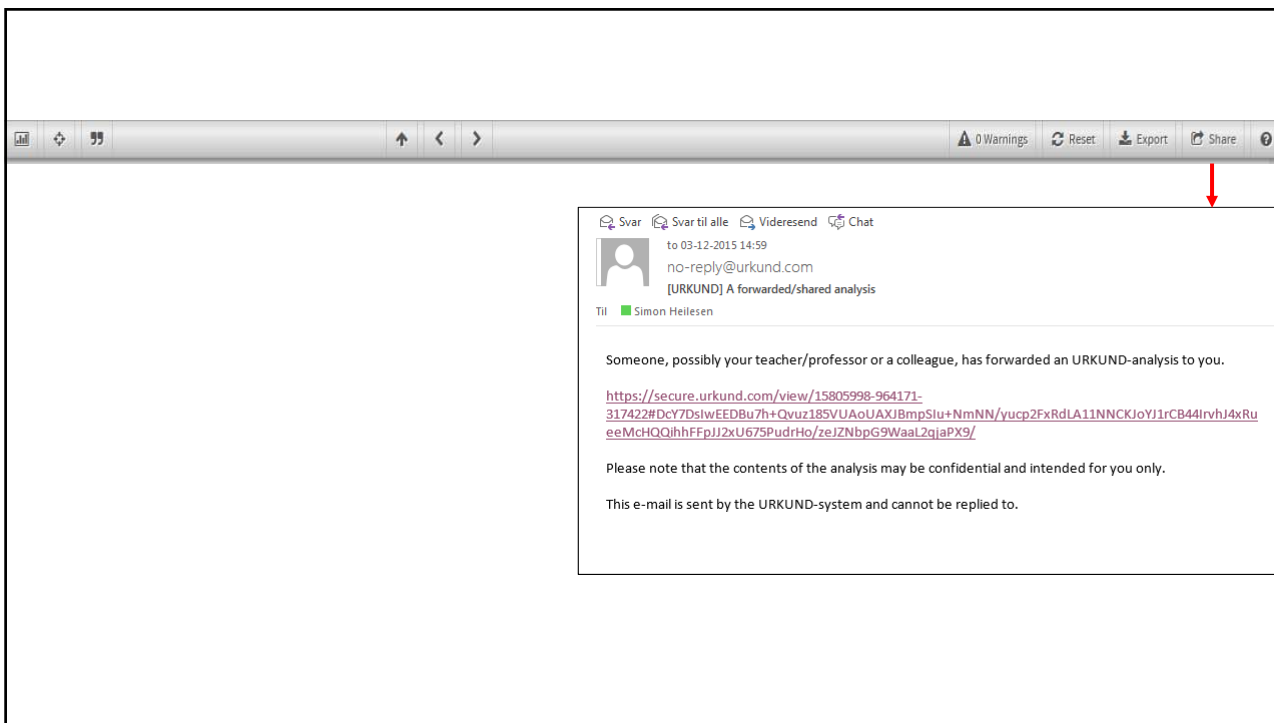 0 Warnings Reset Export Share
Svar Svar til alle Videresend Chat
to 03-12-2015 14:59
no-reply@urkund.com
[URKUND] A forwarded/shared analysis
Til Simon Heilesen
Someone, possibly your teacher/professor or a colleague, has forwarded an URKUND-analysis to you.
https://secure.urkund.com/view/15805998-964171-
317422#DcY7DsIwEEDBu7h+Qvuz185VUAoUAXJBmpSIu+NmNN/yucp2FxRdLA11NNCKJoYJ1rCB44IrvhJ4xRu
eeMcHQQihhFFpJJ2xU675PudrHo/zeJZNbpG9WaaL2qjaPX9/
Please note that the contents of the analysis may be confidential and intended for you only.
This e-mail is sent by the URKUND-system and cannot be replied to.